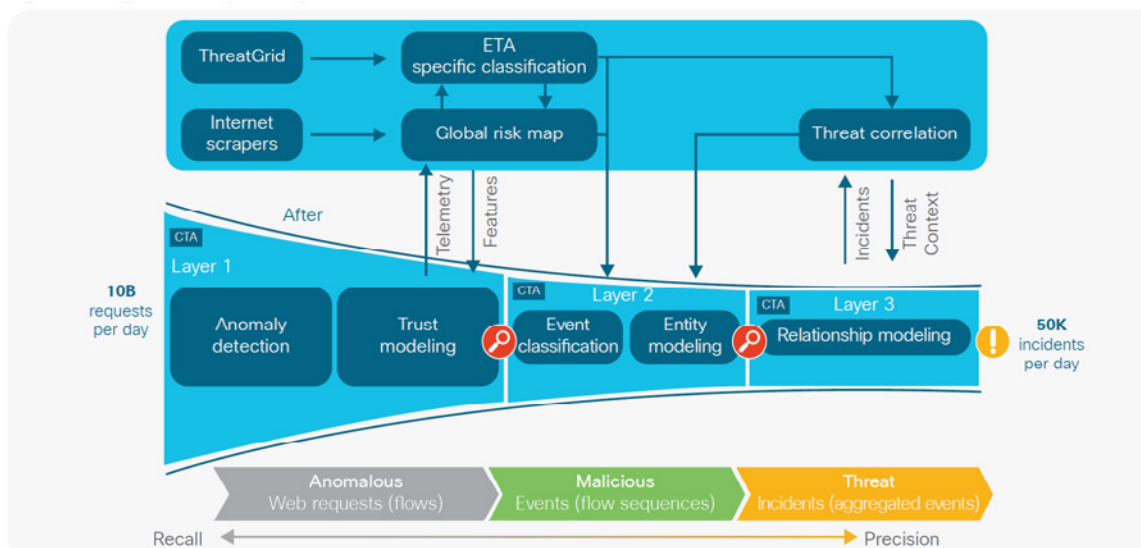 ThreatGrid
ETA
specific classification
Internet
scrapers
Global risk map
Threat correlation
After
Telemetry
Features
Incidents
Threat
Context
CTA
Layer 1
10B
requests
per day
Anomaly
detection
Trust
modeling
CTA
Layer 2
Event
classification
Entity
modeling
CTA
Layer 3
Relationship modeling
50K
incidents
per day
Anomalous
Web requests (flows)
Malicious
Events (flow sequences)
Threat
Incidents (aggregated events)
Recall
Precision